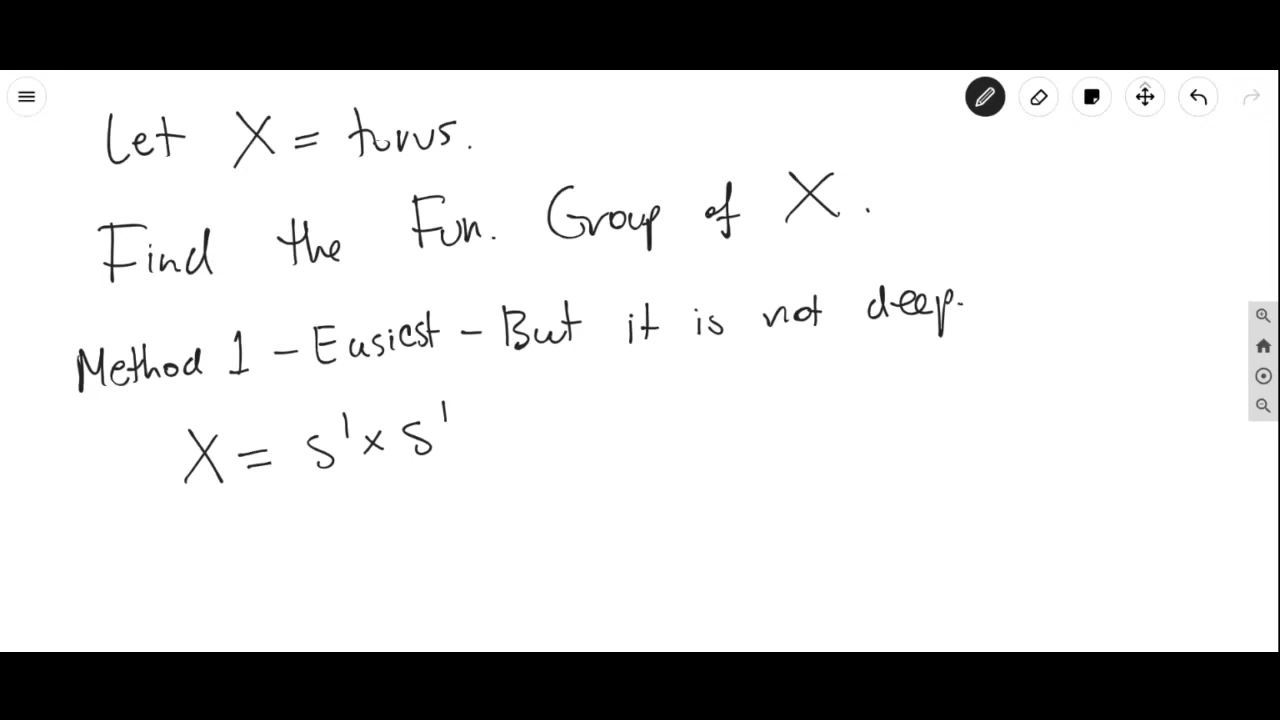 Let X = torus.
Find the Fun. Group of X.
Method 1 - Easiest - But it is not deep.
X = S¹ × S¹